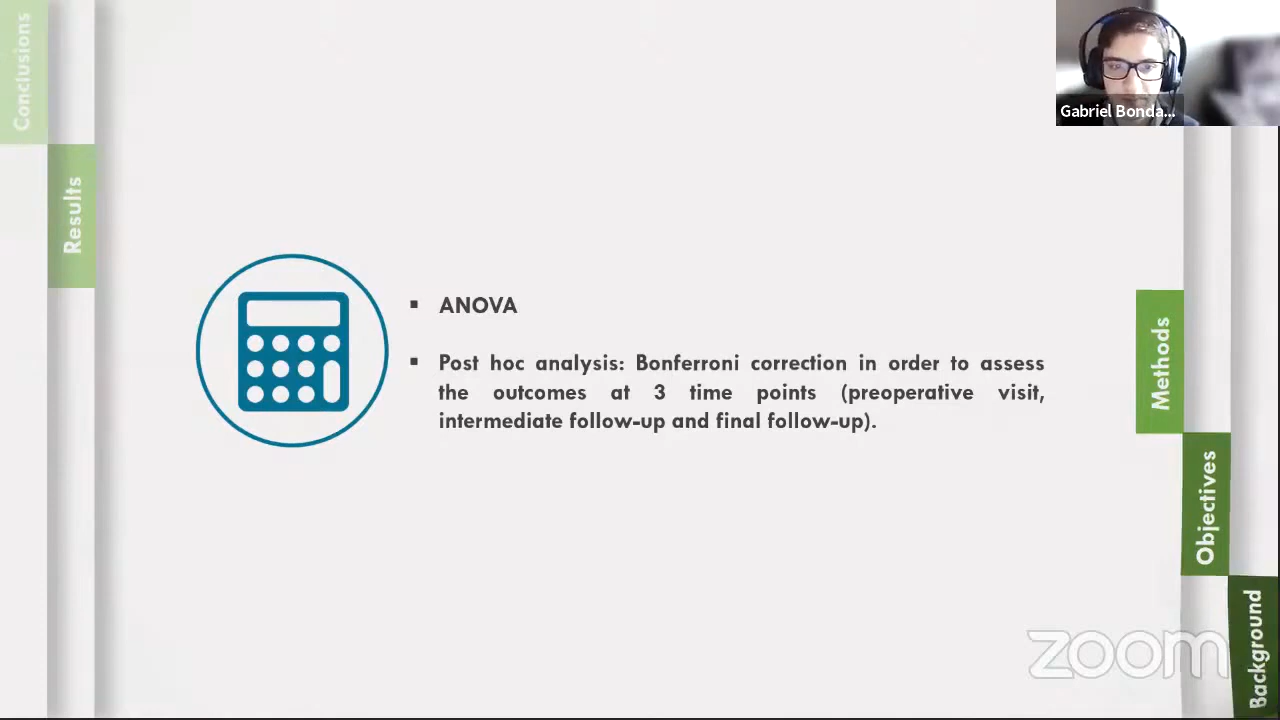 Conclusions
Results
Gabriel Bonda...
▪ ANOVA
▪ Post hoc analysis: Bonferroni correction in order to assess
the outcomes at 3 time points (preoperative visit,
intermediate follow-up and final follow-up).
Methods
Objectives
Background
zoom